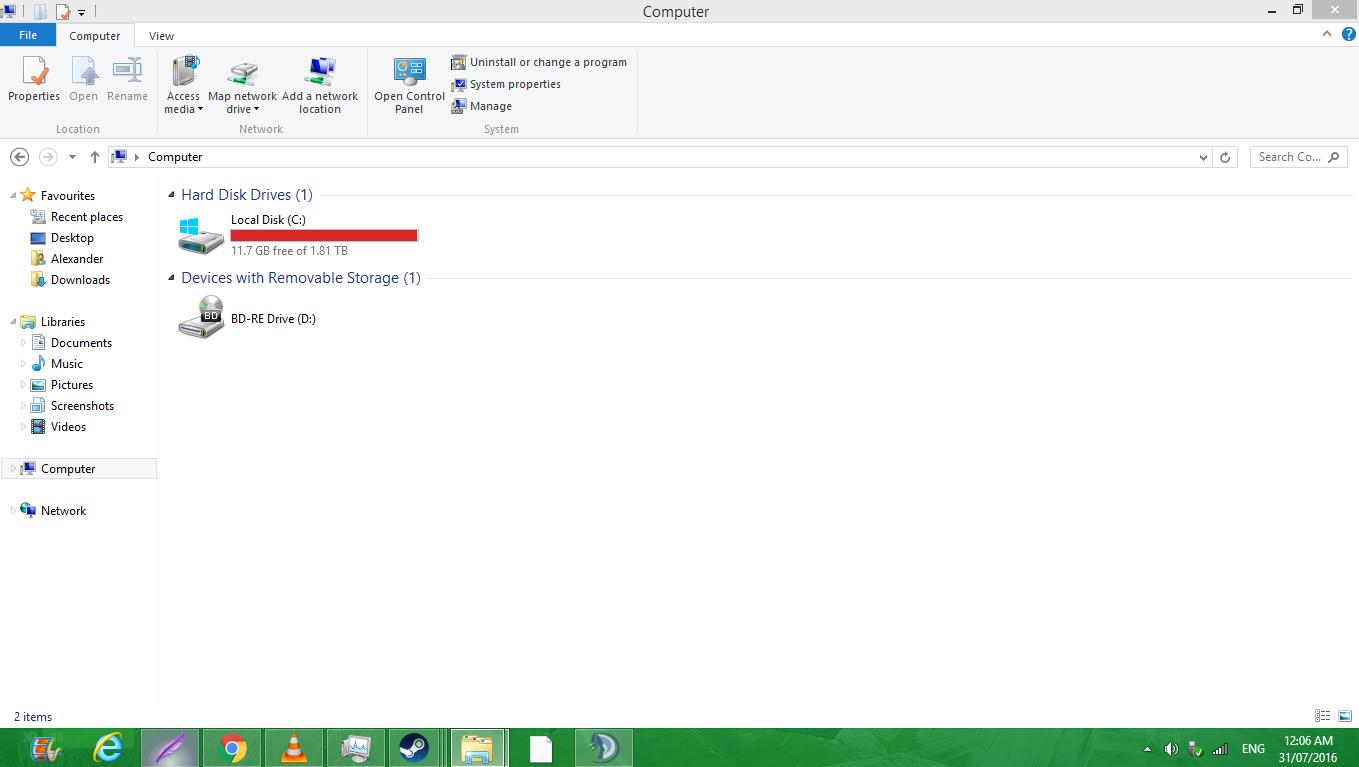 Computer
File
Computer
View
Properties
Open
Rename
Access media
Map network drive
Add a network location
Open Control Panel
Uninstall or change a program
System properties
Manage
Location
Network
System
Computer
Search Co...
Favourites
Recent places
Desktop
Alexander
Downloads
Libraries
Documents
Music
Pictures
Screenshots
Videos
Computer
Network
Hard Disk Drives (1)
Local Disk (C:)
11.7 GB free of 1.81 TB
Devices with Removable Storage (1)
BD
BD-RE Drive (D:)
2 items
ENG
12:06 AM
31/07/2016